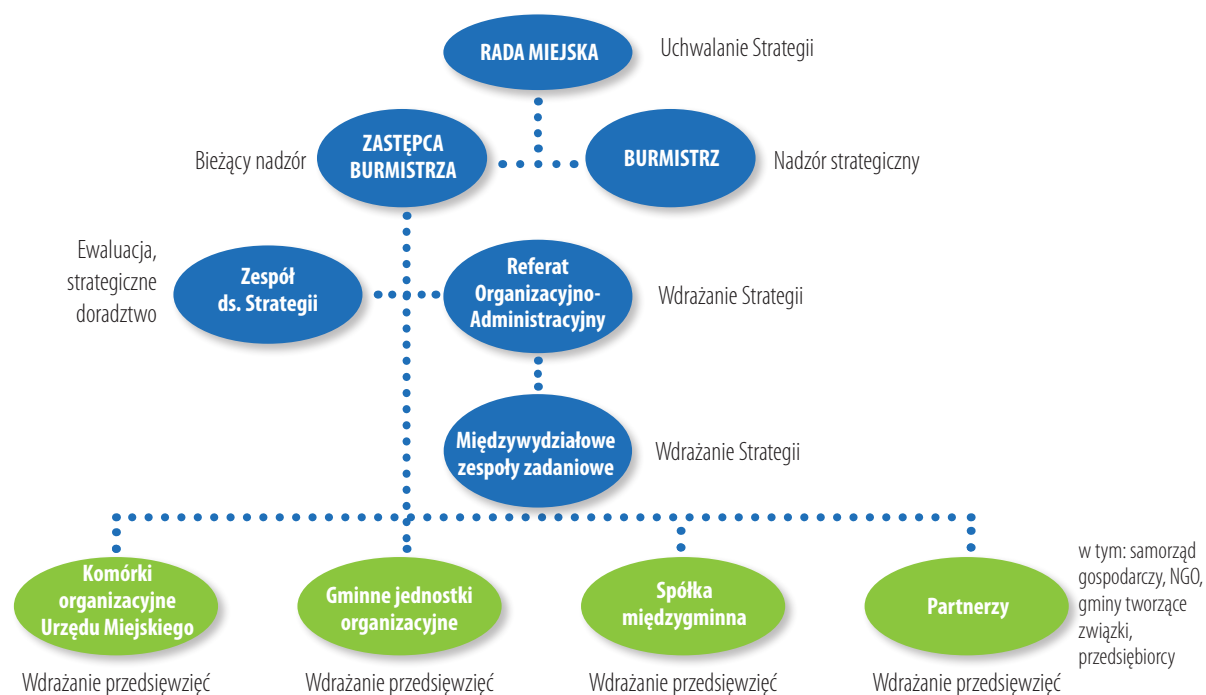 RADA MIEJSKA
Uchwalanie Strategii
Bieżący nadzór
ZASTĘPCA
BURMISTRZA
BURMISTRZ
Nadzór strategiczny
Ewaluacja,
strategiczne
doradztwo
Zespół
ds. Strategii
Referat
Organizacyjno-
Administracyjny
Wdrażanie Strategii
Międzywydziałowe
zespoły zadaniowe
Wdrażanie Strategii
Komórki
organizacyjne
Urzędu Miejskiego
Wdrażanie przedsięwzięć
Gminne jednostki
organizacyjne
Wdrażanie przedsięwzięć
Spółka
międzygminna
Wdrażanie przedsięwzięć
Partnerzy
Wdrażanie przedsięwzięć
w tym: samorząd
gospodarczy, NGO,
gminy tworzące
związki,
przedsiębiorcy